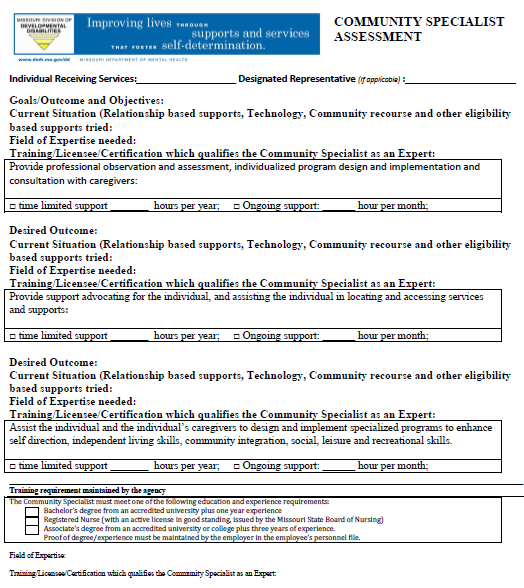 MISSOURI DIVISION OF
DEVELOPMENTAL
DISABILITIES
www.dmh.mo.gov/dd
Improving lives THROUGH
supports and services
THAT FOSTER self-determination.
MISSOURI DEPARTMENT OF MENTAL HEALTH
COMMUNITY SPECIALIST
ASSESSMENT
Individual Receiving Services:____________________ Designated Representative (if applicable) :____________________
Goals/Outcome and Objectives:
Current Situation (Relationship based supports, Technology, Community recourse and other eligibility
based supports tried:
Field of Expertise needed:
Training/Licensee/Certification which qualifies the Community Specialist as an Expert:
Provide professional observation and assessment, individualized program design and implementation and
consultation with caregivers:
□ time limited support _______ hours per year; □ Ongoing support: ______ hour per month;
Desired Outcome:
Current Situation (Relationship based supports, Technology, Community recourse and other eligibility
based supports tried:
Field of Expertise needed:
Training/Licensee/Certification which qualifies the Community Specialist as an Expert:
Provide support advocating for the individual, and assisting the individual in locating and accessing services
and supports:
□ time limited support _______ hours per year; □ Ongoing support: ______ hour per month;
Desired Outcome:
Current Situation (Relationship based supports, Technology, Community recourse and other eligibility
based supports tried:
Field of Expertise needed:
Training/Licensee/Certification which qualifies the Community Specialist as an Expert:
Assist the individual and the individual's caregivers to design and implement specialized programs to enhance
self direction, independent living skills, community integration, social, leisure and recreational skills.
□ time limited support _______ hours per year; □ Ongoing support: ______ hour per month;
Training requirement maintained by the agency
The Community Specialist must meet one of the following education and experience requirements:
Bachelor's degree from an accredited university plus one year experience
Registered Nurse (with an active license in good standing, issued by the Missouri State Board of Nursing)
Associate's degree from an accredited university or college plus three years of experience.
Proof of degree/experience must be maintained by the employer in the employee's personnel file.
Field of Expertise:
Training/Licensee/Certification which qualifies the Community Specialist as an Expert: